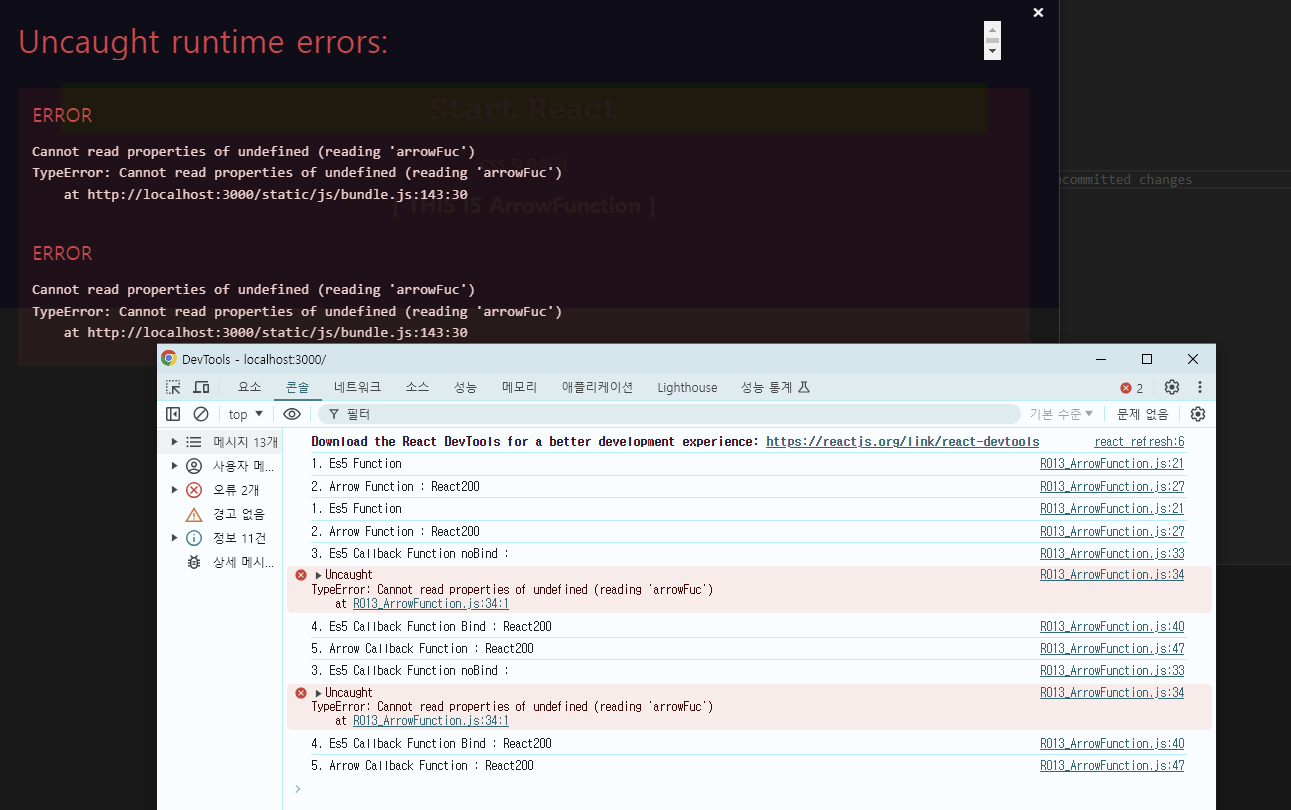 Uncaught runtime errors:
Start React
ERROR
Cannot read properties of undefined (reading 'arrowFuc')
TypeError: Cannot read properties of undefined (reading 'arrowFuc')
at http://localhost:3000/static/js/bundle.js:143:30
[ THIS IS ArrowFunction ]
ncommitted changes
ERROR
Cannot read properties of undefined (reading 'arrowFuc')
TypeError: Cannot read properties of undefined (reading 'arrowFuc')
at http://localhost:3000/static/js/bundle.js:143:30
DevTools - localhost:3000/
요소 콘솔 네트워크 소스 성능 메모리 애플리케이션 Lighthouse 성능 통계 2
top 필터 기본 수준 문제 없음
메시지 13개
사용자 메...
오류 2개
경고 없음
정보 11건
상세 메시...
Download the React DevTools for a better development experience: https://reactjs.org/link/react-devtools react refresh:6
1. Es5 Function R013_ArrowFunction.js:21
2. Arrow Function : React200 R013_ArrowFunction.js:27
1. Es5 Function R013_ArrowFunction.js:21
2. Arrow Function : React200 R013_ArrowFunction.js:27
3. Es5 Callback Function noBind : R013_ArrowFunction.js:33
Uncaught R013_ArrowFunction.js:34
TypeError: Cannot read properties of undefined (reading 'arrowFuc')
at R013_ArrowFunction.js:34:1
4. Es5 Callback Function Bind : React200 R013_ArrowFunction.js:40
5. Arrow Callback Function : React200 R013_ArrowFunction.js:47
3. Es5 Callback Function noBind : R013_ArrowFunction.js:33
Uncaught R013_ArrowFunction.js:34
TypeError: Cannot read properties of undefined (reading 'arrowFuc')
at R013_ArrowFunction.js:34:1
4. Es5 Callback Function Bind : React200 R013_ArrowFunction.js:40
5. Arrow Callback Function : React200 R013_ArrowFunction.js:47